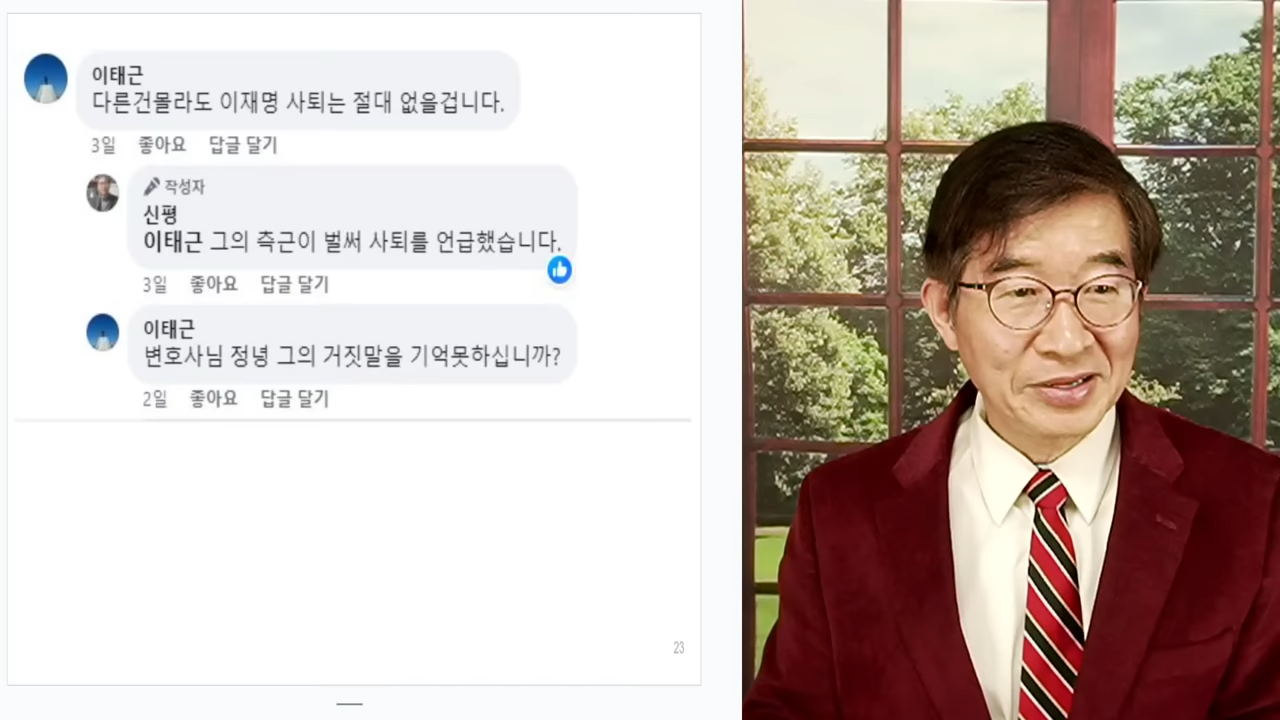 이태근
다른건몰라도 이재명 사퇴는 절대 없을겁니다.
3일 좋아요 답글 달기
작성자
신평
이태근 그의 측근이 벌써 사퇴를 언급했습니다.
3일 좋아요 답글 달기
이태근
변호사님 정녕 그의 거짓말을 기억못하십니까?
2일 좋아요 답글 달기
23